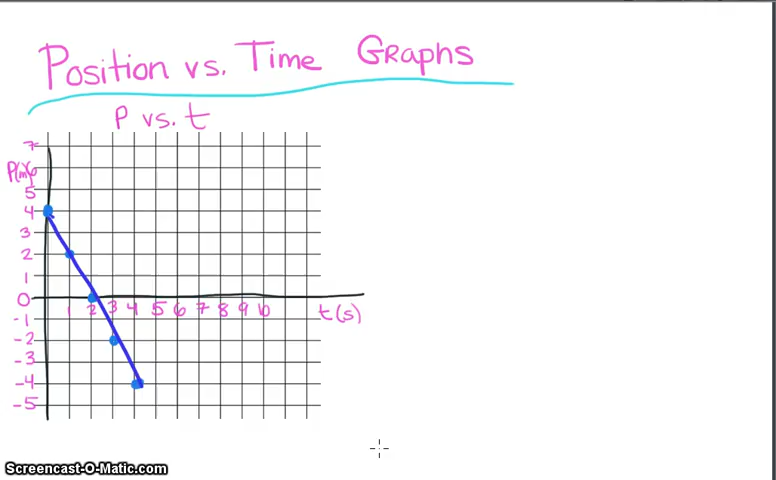 Position vs. Time Graphs
P vs. t
7
P(m) 6
5
4
3
2
1
0
1 2 3 4 5 6 7 8 9 10
t(s)
-1
-2
-3
-4
-5
Screencast-O-Matic.com